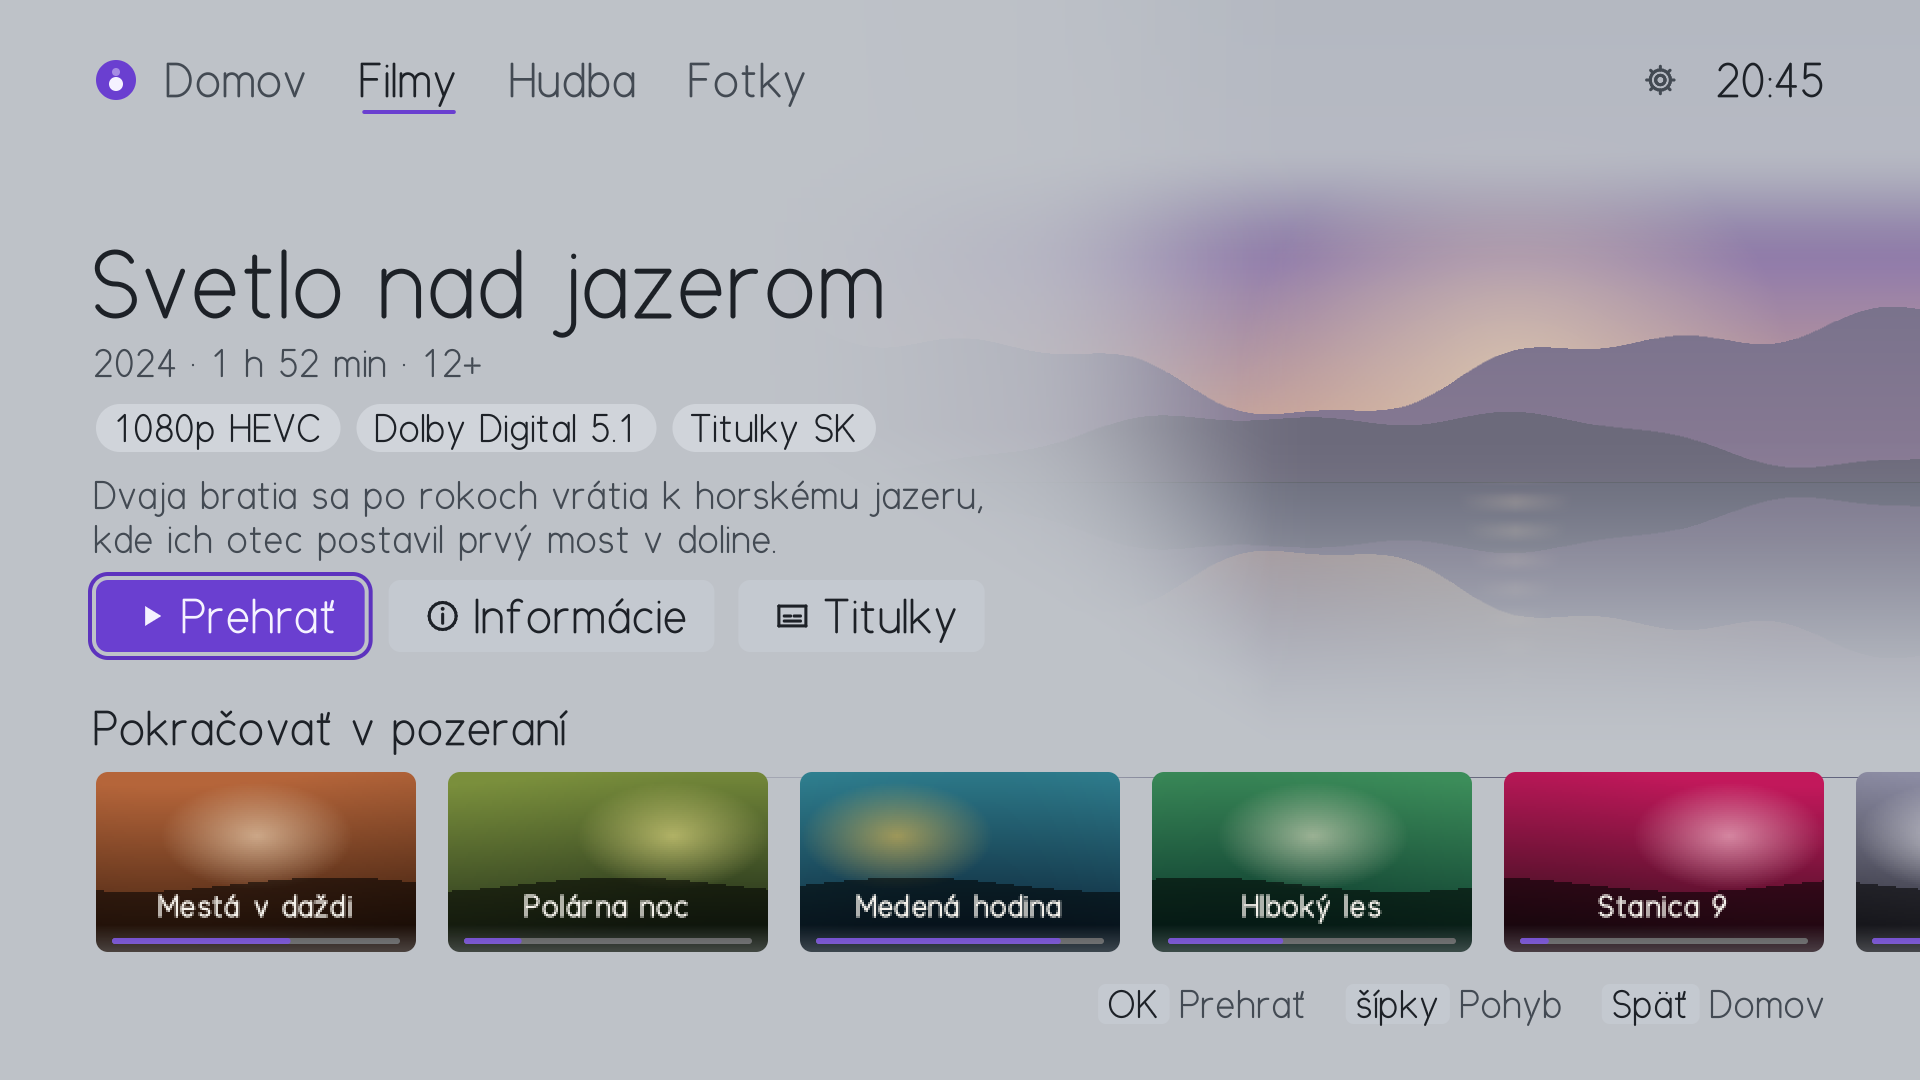 Domov Filmy Hudba Fotky 20:45
Svetlo nad jazerom
2024 · 1 h 52 min · 12+
1080p HEVC Dolby Digital 5.1 Titulky SK
Dvaja bratia sa po rokoch vrátia k horskému jazeru,
kde ich otec postavil prvý most v doline.
Prehrať Informácie Titulky
Pokračovať v pozeraní
Mestá v daždi Polárna noc Medená hodina Hlboký les Stanica 9
OK Prehrať šípky Pohyb Späť Domov